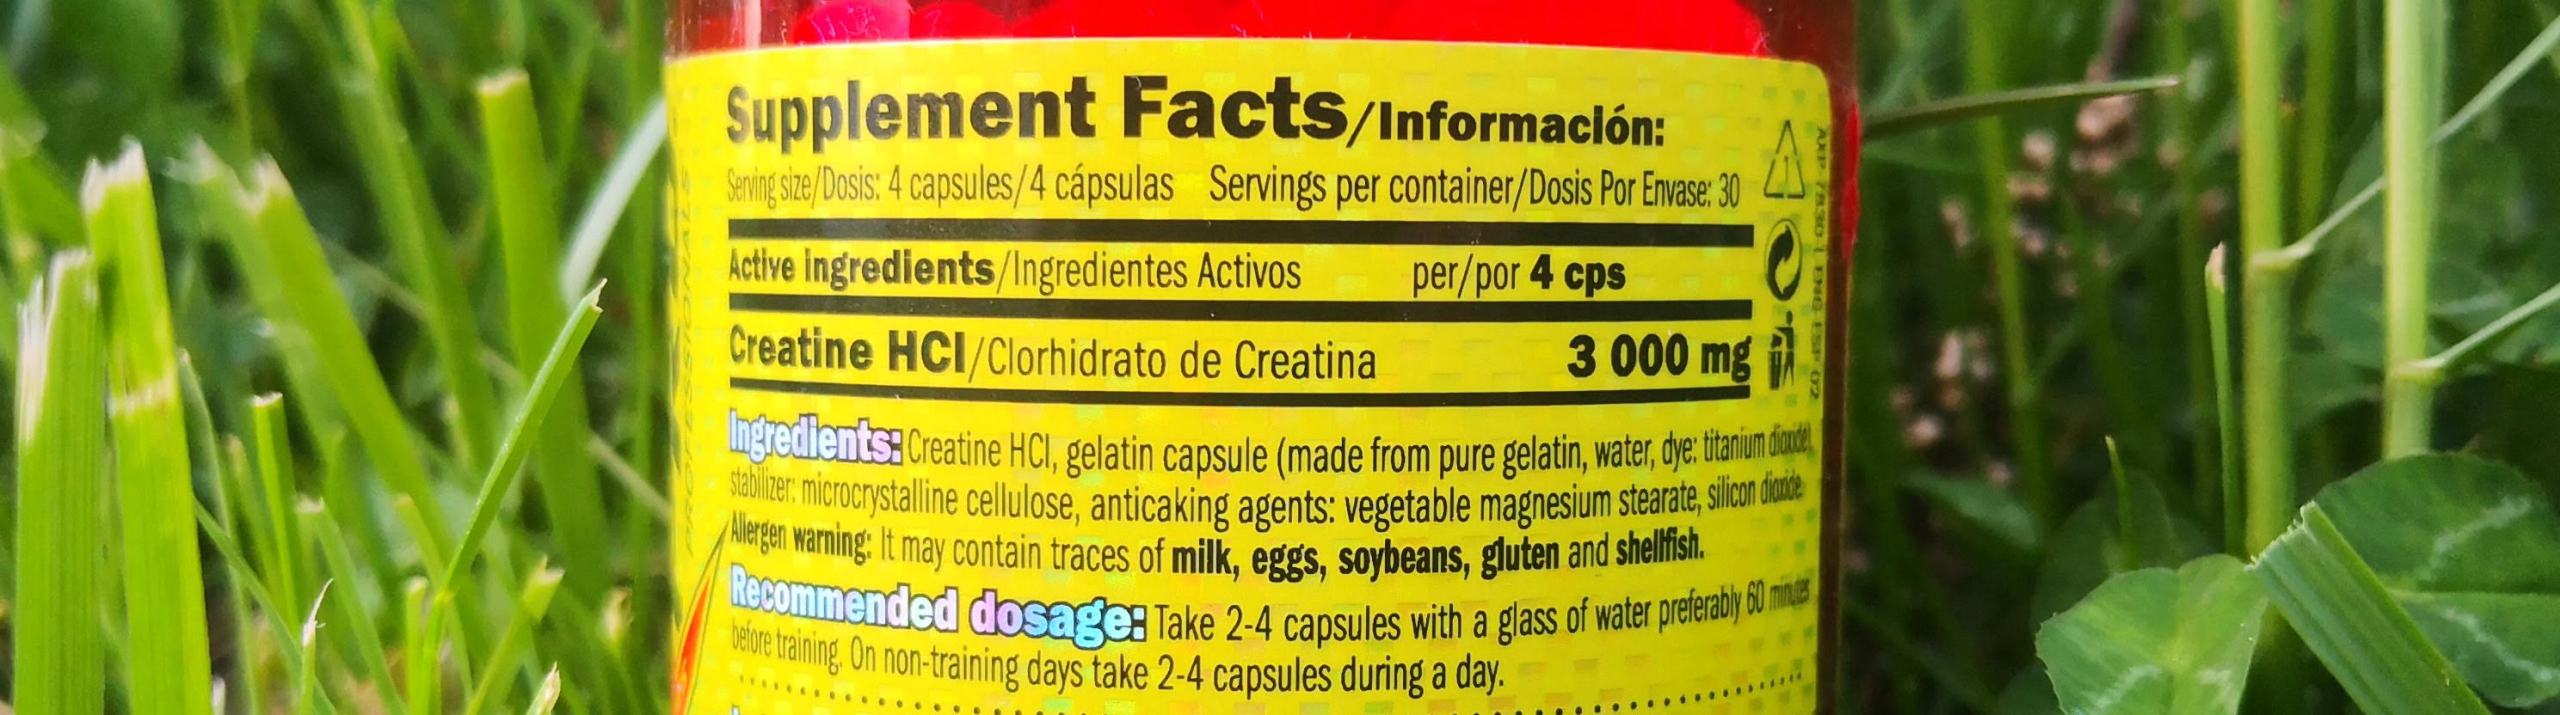 Supplement Facts/Información:
Serving size/Dosis: 4 capsules/4 cápsulas Servings per container/Dosis Por Envase: 30
Active ingredients/Ingredientes Activos per/por 4 cps
Creatine HCl/Clorhidrato de Creatina 3 000 mg
Ingredients: Creatine HCl, gelatin capsule (made from pure gelatin, water, dye: titanium dioxide),
stabilizer: microcrystalline cellulose, anticaking agents: vegetable magnesium stearate, silicon dioxide
Allergen warning: It may contain traces of milk, eggs, soybeans, gluten and shellfish.
Recommended dosage: Take 2-4 capsules with a glass of water preferably 60 minutes
before training. On non-training days take 2-4 capsules during a day.